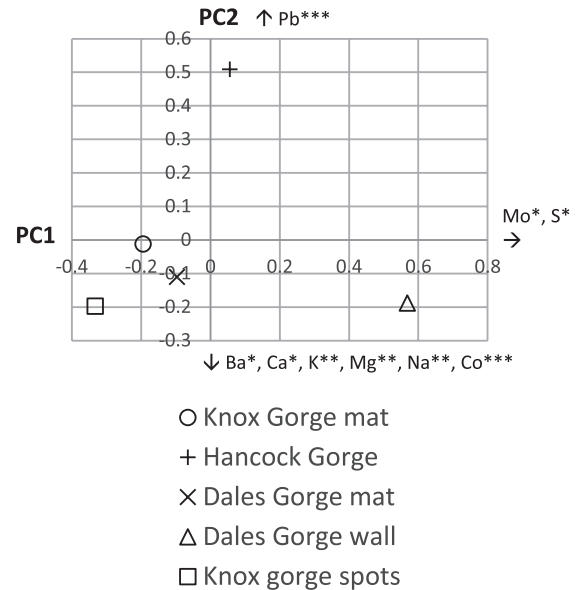 PC2 ↑ Pb***
0.6
0.5
0.4
0.3
0.2
0.1
Mo*, S*
PC1 0 →
-0.4 -0.2 0 0.2 0.4 0.6 0.8
-0.1
-0.2
-0.3
↓ Ba*, Ca*, K**, Mg**, Na**, Co***
Knox Gorge mat
Hancock Gorge
Dales Gorge mat
Dales Gorge wall
Knox gorge spots